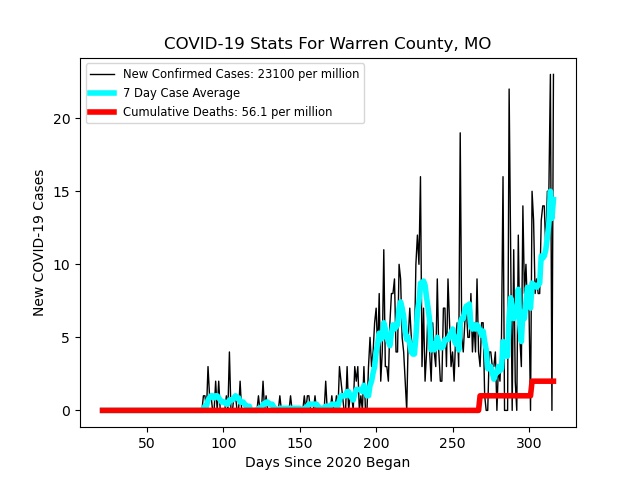 COVID-19 Stats For Warren County, MO
New Confirmed Cases: 23100 per million
7 Day Case Average
Cumulative Deaths: 56.1 per million
New COVID-19 Cases
20
15
10
5
0
50 100 150 200 250 300
Days Since 2020 Began